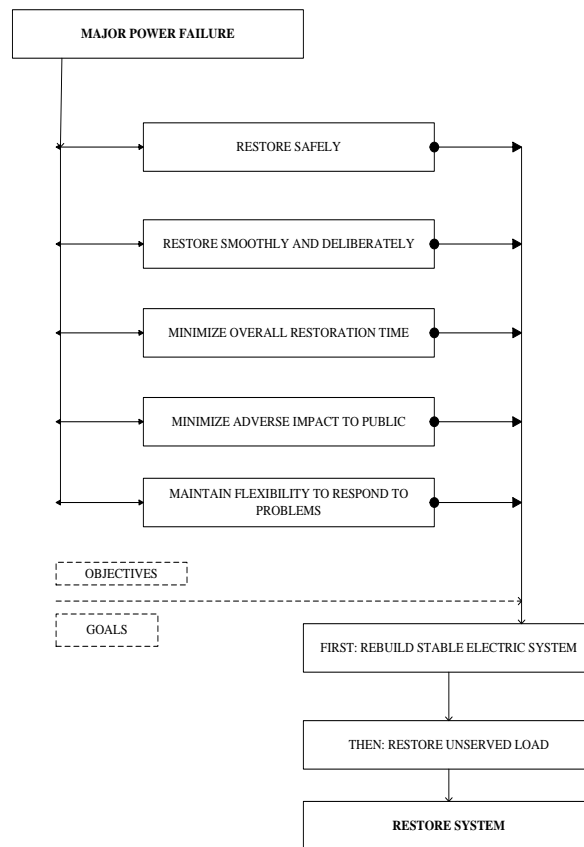 MAJOR POWER FAILURE
RESTORE SAFELY
RESTORE SMOOTHLY AND DELIBERATELY
MINIMIZE OVERALL RESTORATION TIME
MINIMIZE ADVERSE IMPACT TO PUBLIC
MAINTAIN FLEXIBILITY TO RESPOND TO
PROBLEMS
OBJECTIVES
GOALS
FIRST: REBUILD STABLE ELECTRIC SYSTEM
THEN: RESTORE UNSERVED LOAD
RESTORE SYSTEM